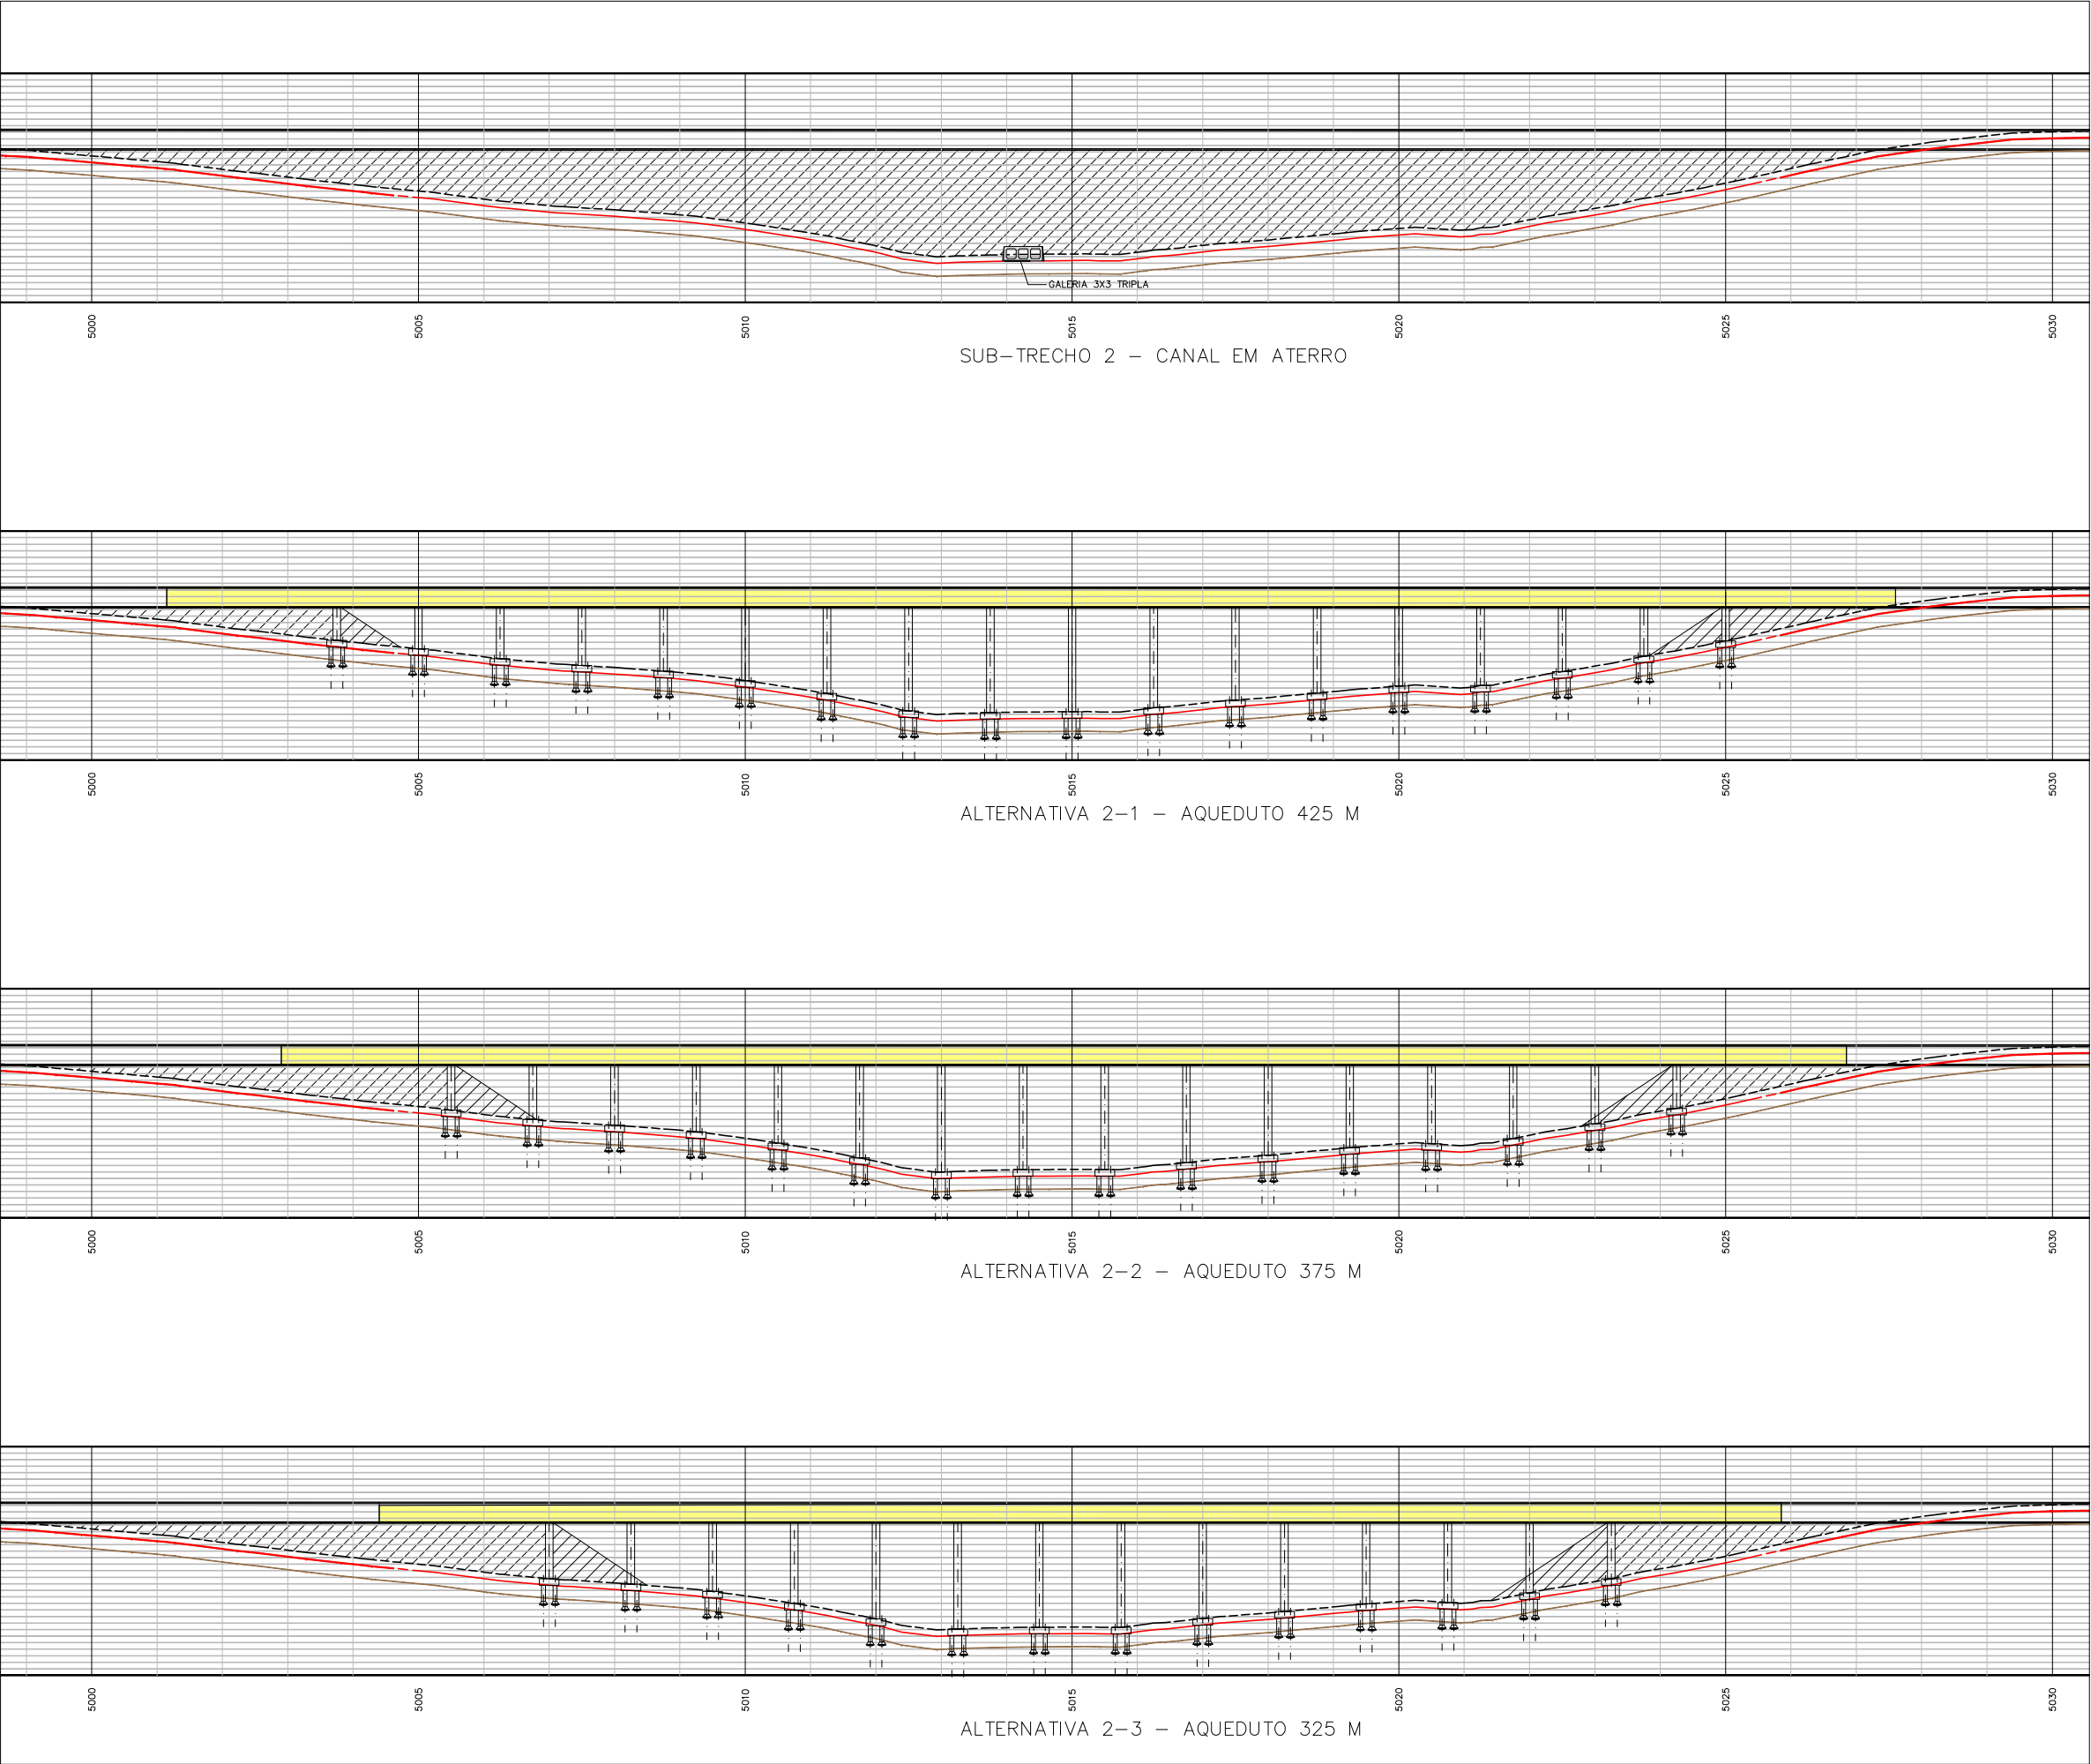 GALERIA 3X3 TRIPLA
5000 5005 5010 5015 5020 5025 5030
SUB-TRECHO 2 - CANAL EM ATERRO
5000 5005 5010 5015 5020 5025 5030
ALTERNATIVA 2-1 - AQUEDUTO 425 M
5000 5005 5010 5015 5020 5025 5030
ALTERNATIVA 2-2 - AQUEDUTO 375 M
5000 5005 5010 5015 5020 5025 5030
ALTERNATIVA 2-3 - AQUEDUTO 325 M